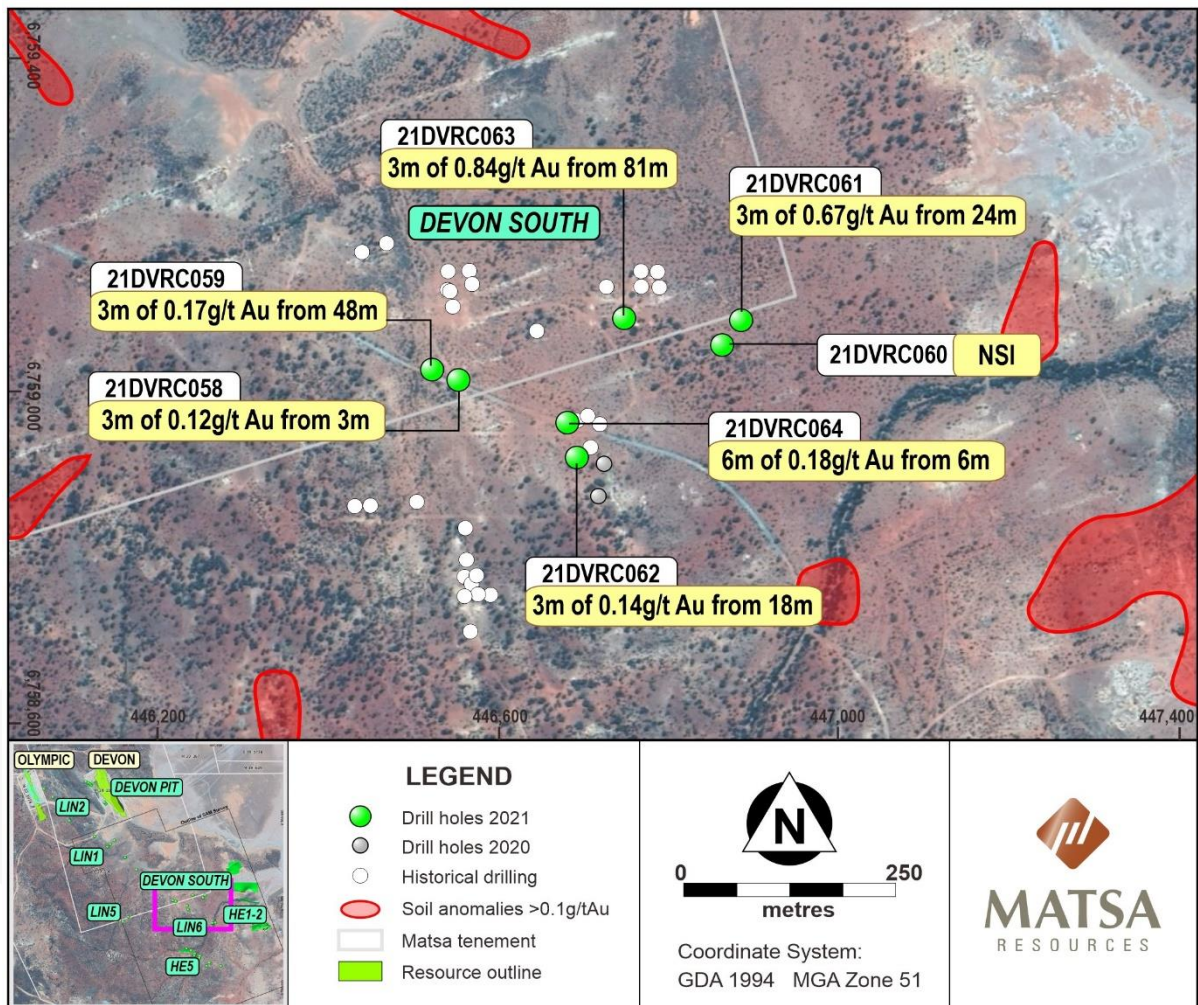 6,759,400
21DVRC063
3m of 0.84g/t Au from 81m
21DVRC061
3m of 0.67g/t Au from 24m
DEVON SOUTH
21DVRC059
3m of 0.17g/t Au from 48m
21DVRC060 NSI
21DVRC058
3m of 0.12g/t Au from 3m
6,759,000
21DVRC064
6m of 0.18g/t Au from 6m
21DVRC062
3m of 0.14g/t Au from 18m
6,758,600
446,200
446,600
447,000
447,400
OLYMPIC
DEVON
DEVON PIT
LIN2
LIN1
DEVON SOUTH
LIN5
LIN6
HE1-2
HE5
LEGEND
Drill holes 2021
Drill holes 2020
Historical drilling
Soil anomalies >0.1g/tAu
Matsa tenement
Resource outline
N
0 250
metres
Coordinate System:
GDA 1994 MGA Zone 51
MATSA
RESOURCES